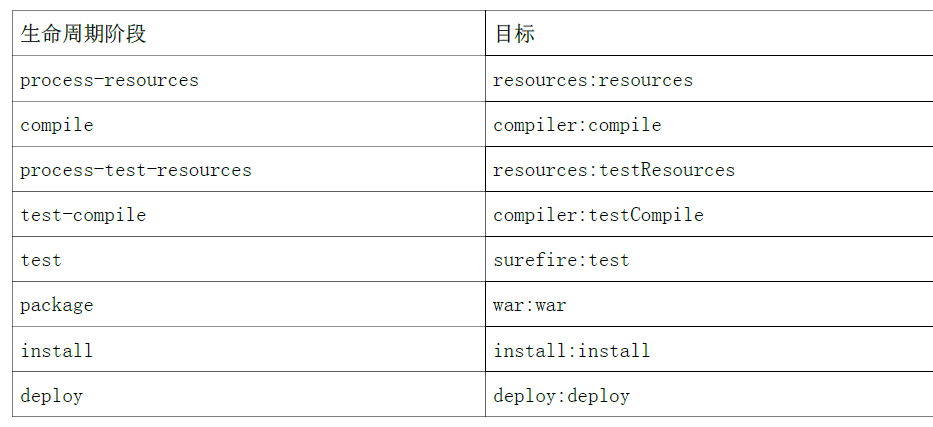 生命周期阶段 目标
process-resources resources:resources
compile compiler:compile
process-test-resources resources:testResources
test-compile compiler:testCompile
test surefire:test
package war:war
install install:install
deploy deploy:deploy